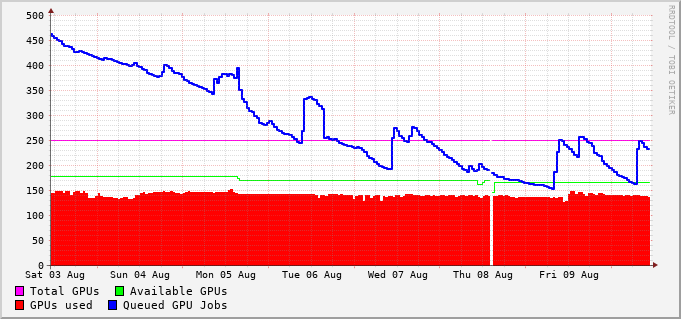 500
450
400
350
300
250
200
150
100
50
0
Sat 03 Aug Sun 04 Aug Mon 05 Aug Tue 06 Aug Wed 07 Aug Thu 08 Aug Fri 09 Aug
Total GPUs Available GPUs
GPUs used Queued GPU Jobs
RRDTOOL / TOBI OETIKER